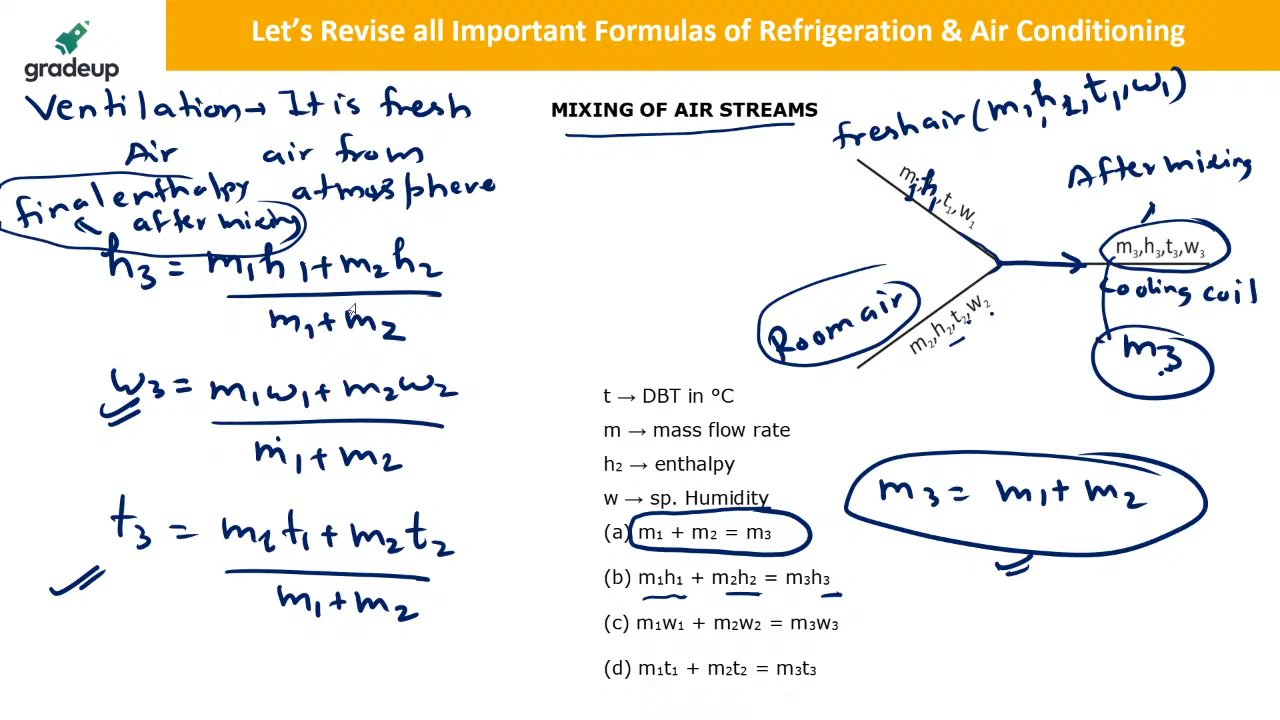 Let's Revise all Important Formulas of Refrigeration & Air Conditioning
gradeup
Ventilation → It is fresh
Air air from
atmosphere
final enthalpy
after mixing
h3 = m1h1 + m2h2
m1 + m2
w3 = m1w1 + m2w2
m1 + m2
t3 = m1t1 + m2t2
m1 + m2
MIXING OF AIR STREAMS
fresh air (m1, h2, t1, w1)
m1,h1,t1,w1
After mixing
m3,h3,t3,w3
cooling coil
m3
Room air
m2,h2,t2,w2
t → DBT in °C
m → mass flow rate
h2 → enthalpy
w → sp. Humidity
(a) m1 + m2 = m3
(b) m1h1 + m2h2 = m3h3
(c) m1w1 + m2w2 = m3w3
(d) m1t1 + m2t2 = m3t3
m3 = m1 + m2